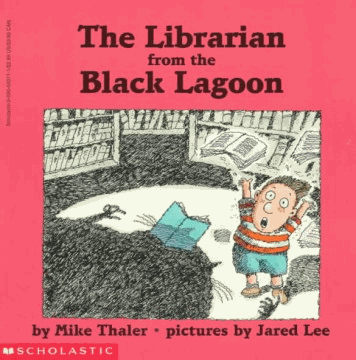 The Librarian
from the
Black Lagoon
by Mike Thaler • pictures by Jared Lee
SCHOLASTIC